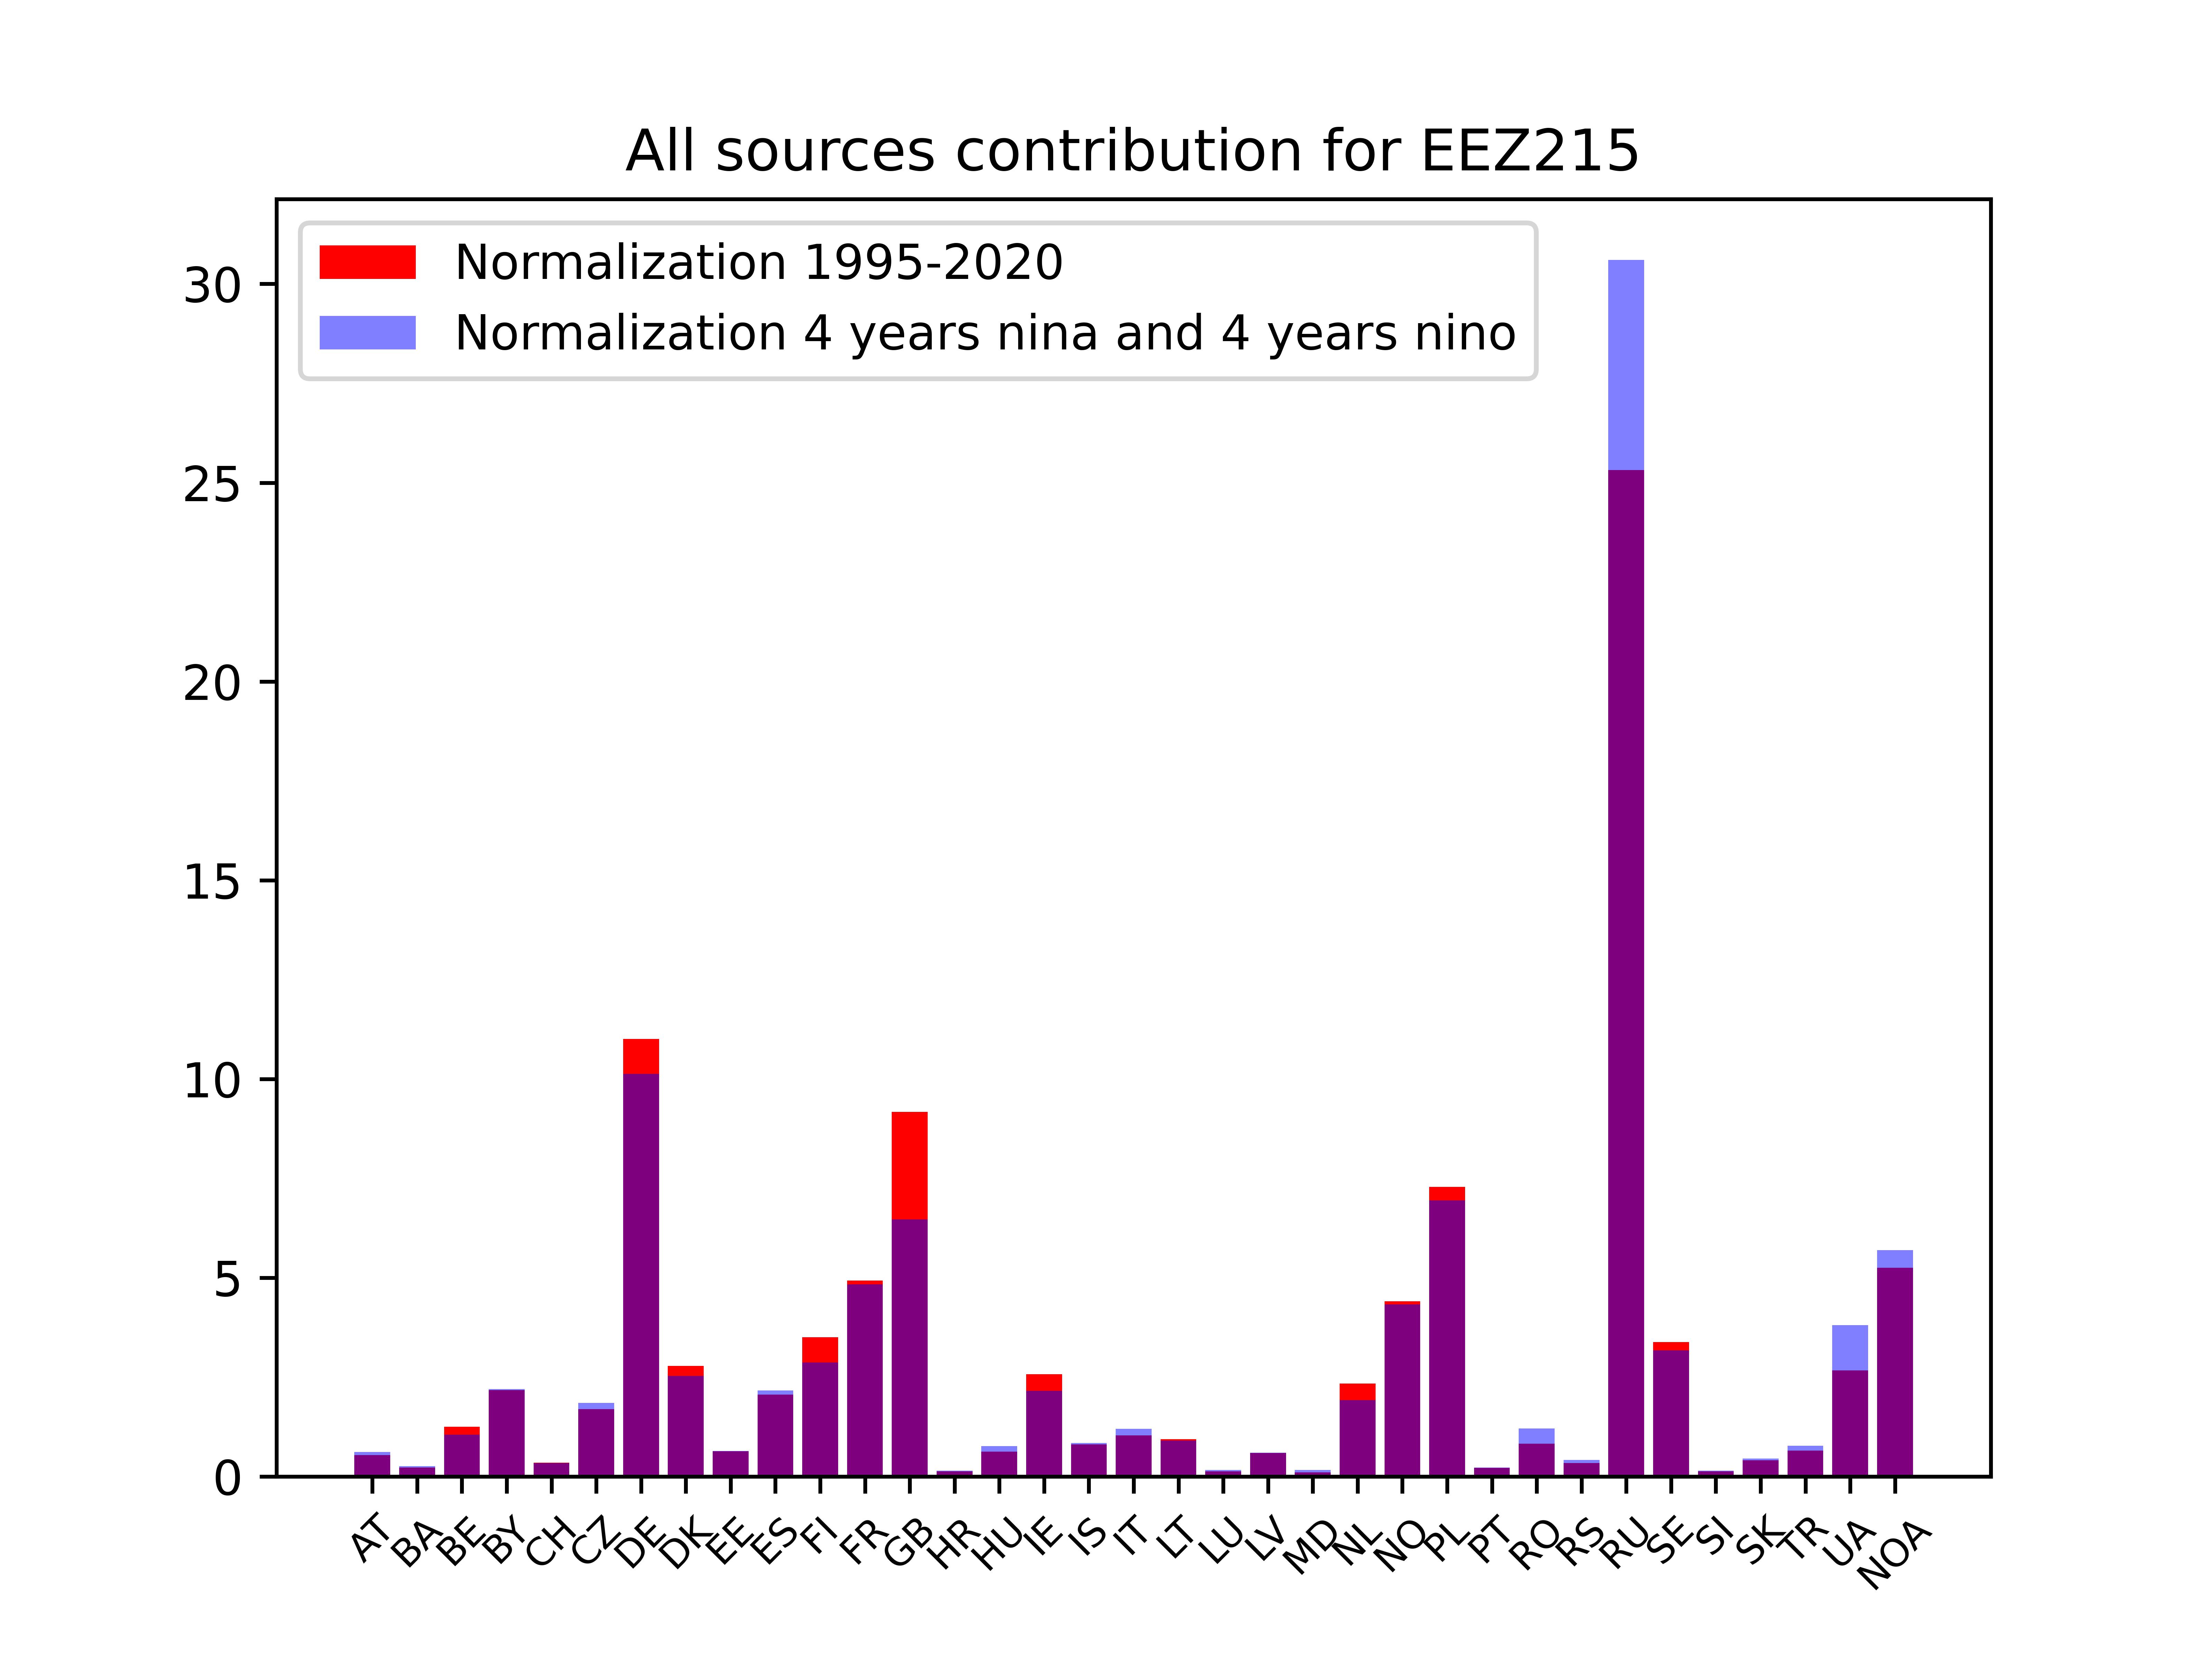 All sources contribution for EEZ215
Normalization 1995-2020
Normalization 4 years nina and 4 years nino
30
25
20
15
10
5
0
AT BA BE BY CH CZ DE DK EE ES FI FR GB HR HU IE IS IT LT LU LV MD NL NO PL PT RO RS RU SE SI SK TR UA NOA